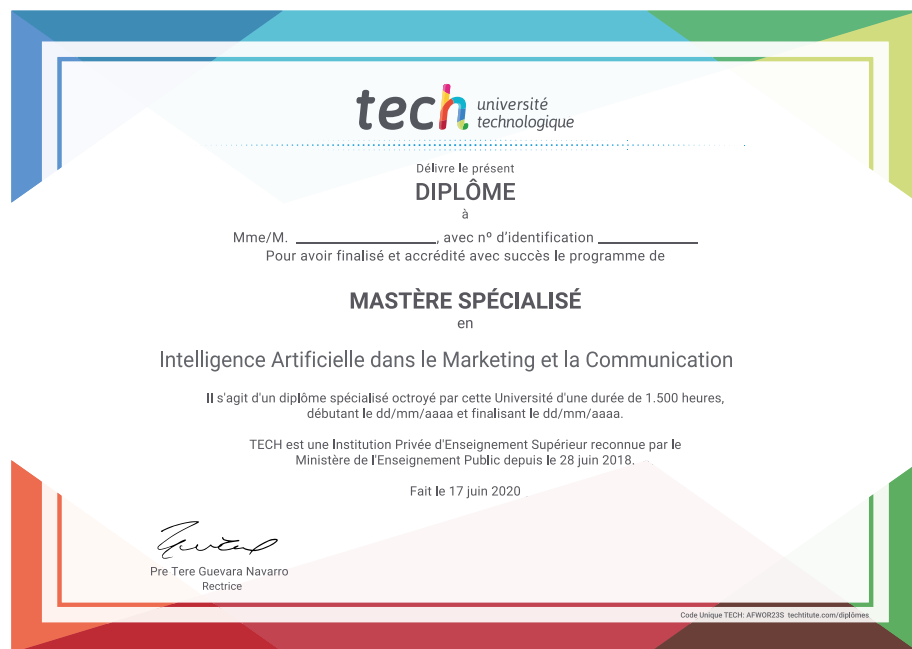 tech université
technologique
Délivre le présent
DIPLÔME
à
Mme/M. ____________________, avec nº d'identification ______________
Pour avoir finalisé et accrédité avec succès le programme de
MASTÈRE SPÉCIALISÉ
en
Intelligence Artificielle dans le Marketing et la Communication
Il s'agit d'un diplôme spécialisé octroyé par cette Université d'une durée de 1.500 heures,
débutant le dd/mm/aaaa et finalisant le dd/mm/aaaa.
TECH est une Institution Privée d'Enseignement Supérieur reconnue par le
Ministère de l'Enseignement Public depuis le 28 juin 2018.
Fait le 17 juin 2020
Pre Tere Guevara Navarro
Rectrice
Code Unique TECH: AFWOR23S techtitute.com/diplômes